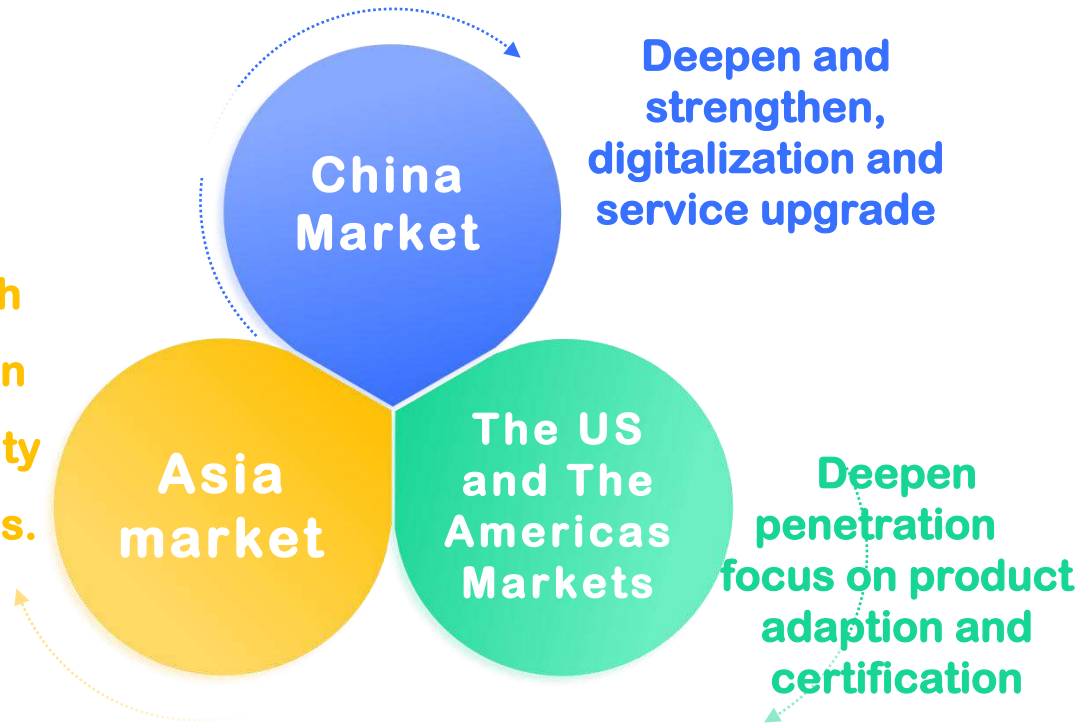 China
Market
Deepen and
strengthen,
digitalization and
service upgrade
Asia
market
The US
and The
Americas
Markets
Deepen
penetration
focus on product
adaption and
certification